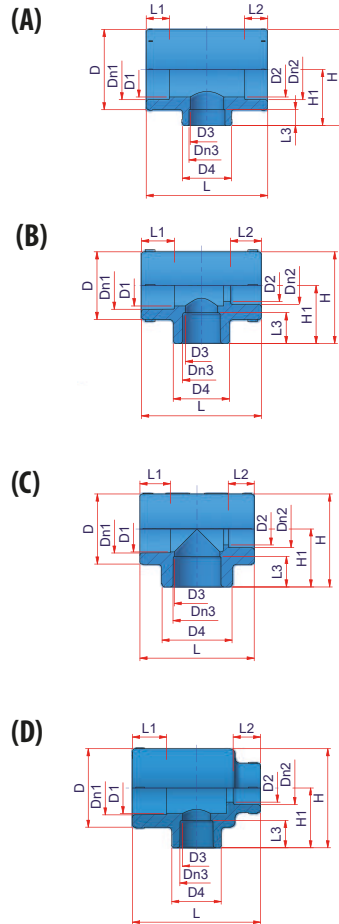 (A)
L1 L2
D Dn1 D1 D2 Dn2 H1 H
L3
D3
Dn3
D4
L
(B)
L1 L2
D Dn1 D1 D2 Dn2 L3 H1 H
D3
Dn3
D4
L
(C)
L1 L2
D Dn1 D1 D2 Dn2 L3 H1 H
D3
Dn3
D4
L
(D)
L1 L2
D Dn1 D1 D2 Dn2 L3 H1 H
D3
Dn3
D4
L